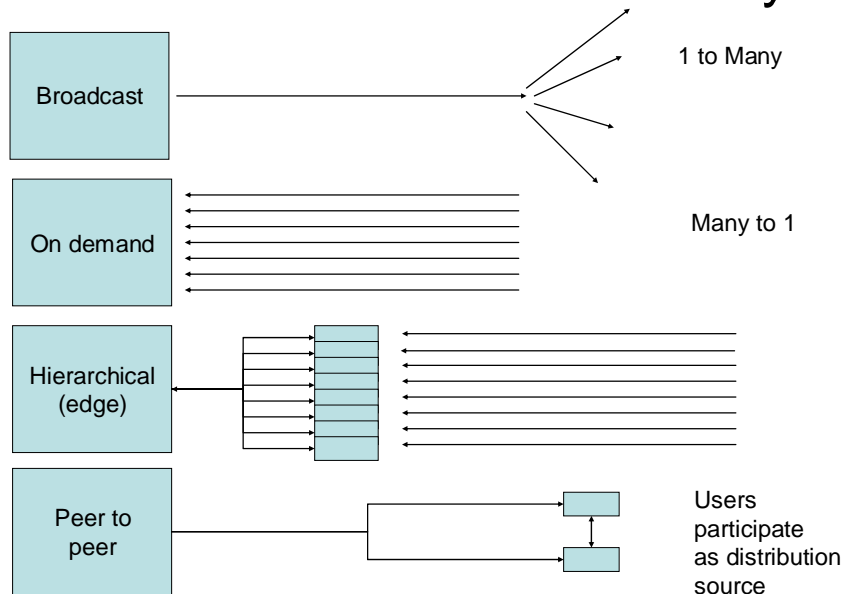 Broadcast
1 to Many
On demand
Many to 1
Hierarchical
(edge)
Peer to
peer
Users
participate
as distribution
source